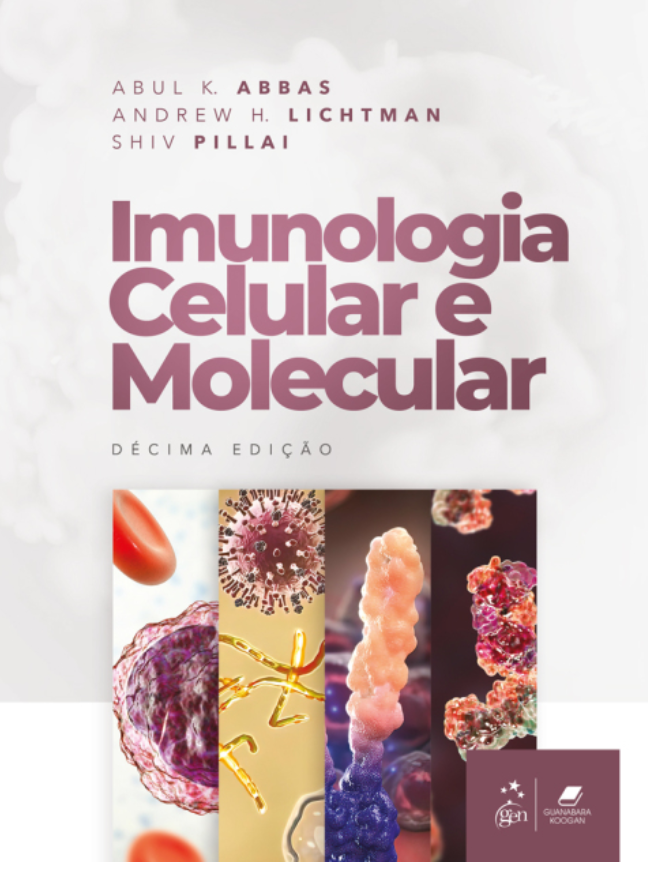 ABUL K. ABBAS
ANDREW H. LICHTMAN
SHIV PILLAI
Imunologia
Celular e
Molecular
DÉCIMA EDIÇÃO
gen
GUANABARA
KOOGAN